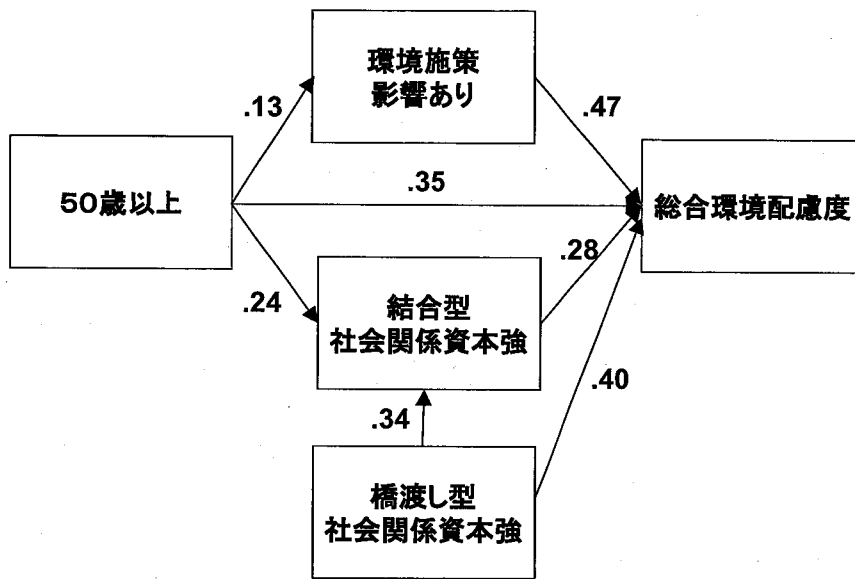 環境施策
影響あり
.13
.47
50歳以上
.35
総合環境配慮度
.24
.28
結合型
社会関係資本強
.34
.40
橋渡し型
社会関係資本強